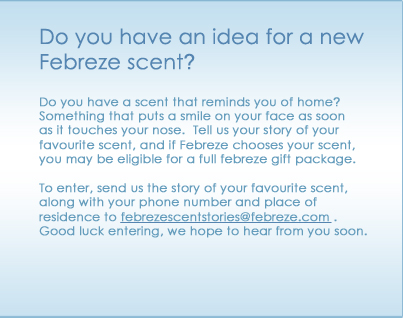 Do you have an idea for a new
Febreze scent?
Do you have a scent that reminds you of home?
Something that puts a smile on your face as soon
as it touches your nose.  Tell us your story of your
favourite scent, and if Febreze chooses your scent,
you may be eligible for a full febreze gift package.
To enter, send us the story of your favourite scent,
along with your phone number and place of
residence to febrezescentstories@febreze.com .
Good luck entering, we hope to hear from you soon.